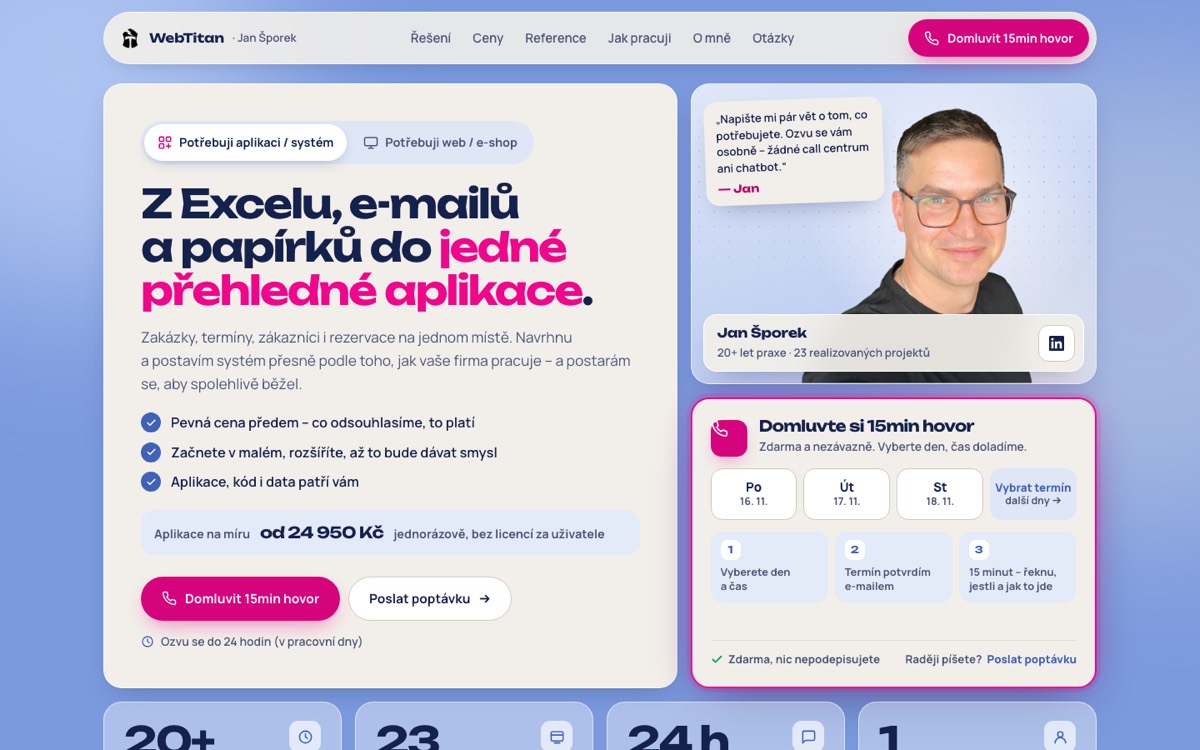 WebTitan · Jan Šporek
Řešení Ceny Reference Jak pracuji O mně Otázky
Domluvit 15min hovor
Potřebuji aplikaci / systém
Potřebuji web / e-shop
Z Excelu, e-mailů
a papírků do jedné
přehledné aplikace.
Zakázky, termíny, zákazníci i rezervace na jednom místě. Navrhnu
a postavím systém přesně podle toho, jak vaše firma pracuje – a postarám
se, aby spolehlivě běžel.
Pevná cena předem – co odsouhlasíme, to platí
Začnete v malém, rozšíříte, až to bude dávat smysl
Aplikace, kód i data patří vám
Aplikace na míru od 24 950 Kč jednorázově, bez licencí za uživatele
Domluvit 15min hovor
Poslat poptávku →
Ozvu se do 24 hodin (v pracovní dny)
„Napište mi pár vět o tom, co
potřebujete. Ozvu se vám
osobně – žádné call centrum
ani chatbot.“
— Jan
Jan Šporek
20+ let praxe · 23 realizovaných projektů
Domluvte si 15min hovor
Zdarma a nezávazně. Vyberte den, čas doladíme.
Po
16. 11.
Út
17. 11.
St
18. 11.
Vybrat termín
další dny →
1
Vyberete den
a čas
2
Termín potvrdím
e-mailem
3
15 minut – řeknu,
jestli a jak to jde
Zdarma, nic nepodepisujete
Raději píšete? Poslat poptávku
20+
23
24 h
1